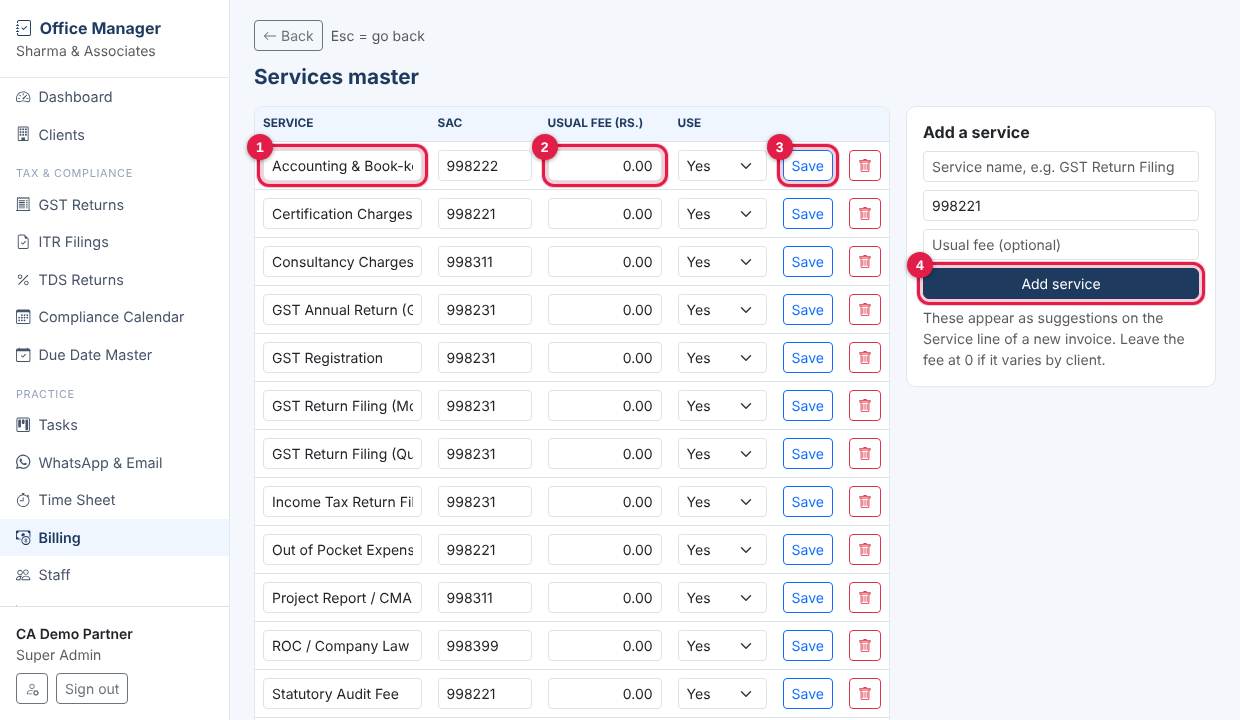 Office Manager
Sharma & Associates
Dashboard
Clients
TAX & COMPLIANCE
GST Returns
ITR Filings
TDS Returns
Compliance Calendar
Due Date Master
PRACTICE
Tasks
WhatsApp & Email
Time Sheet
Billing
Staff
CA Demo Partner
Super Admin
Sign out
← Back Esc = go back
Services master
SERVICE SAC USUAL FEE (RS.) USE
1 2 3
Accounting & Book-ke 998222 0.00 Yes Save
Certification Charges 998221 0.00 Yes Save
Consultancy Charges 998311 0.00 Yes Save
GST Annual Return (G 998231 0.00 Yes Save
GST Registration 998231 0.00 Yes Save
GST Return Filing (Mo 998231 0.00 Yes Save
GST Return Filing (Qu 998231 0.00 Yes Save
Income Tax Return Fil 998231 0.00 Yes Save
Out of Pocket Expens 998221 0.00 Yes Save
Project Report / CMA 998311 0.00 Yes Save
ROC / Company Law 998399 0.00 Yes Save
Statutory Audit Fee 998221 0.00 Yes Save
Add a service
Service name, e.g. GST Return Filing
998221
Usual fee (optional)
4
Add service
These appear as suggestions on the
Service line of a new invoice. Leave the
fee at 0 if it varies by client.